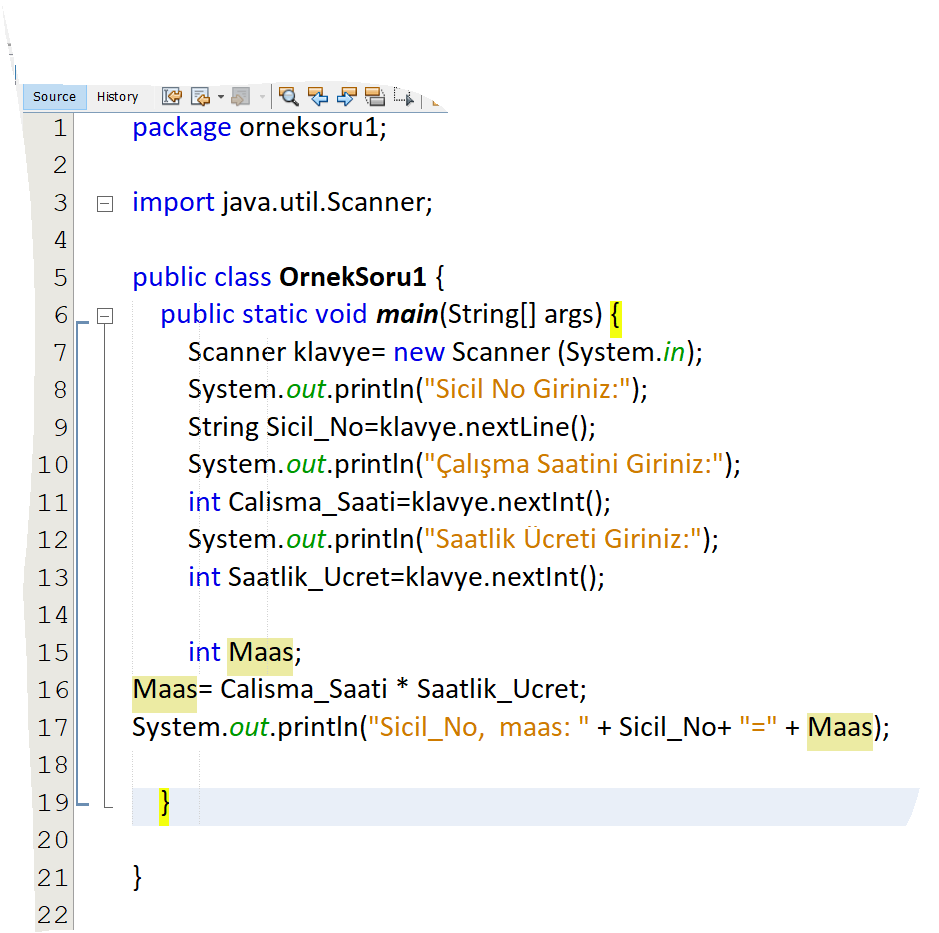 Source History
1 package orneksoru1;
2
3 import java.util.Scanner;
4
5 public class OrnekSoru1 {
6 public static void main(String[] args) {
7 Scanner klavye= new Scanner (System.in);
8 System.out.println("Sicil No Giriniz:");
9 String Sicil_No=klavye.nextLine();
10 System.out.println("Çalışma Saatini Giriniz:");
11 int Calisma_Saati=klavye.nextInt();
12 System.out.println("Saatlik Ücreti Giriniz:");
13 int Saatlik_Ucret=klavye.nextInt();
14
15 int Maas;
16 Maas= Calisma_Saati * Saatlik_Ucret;
17 System.out.println("Sicil_No,  maas: " + Sicil_No+ "=" + Maas);
18
19 }
20
21 }
22